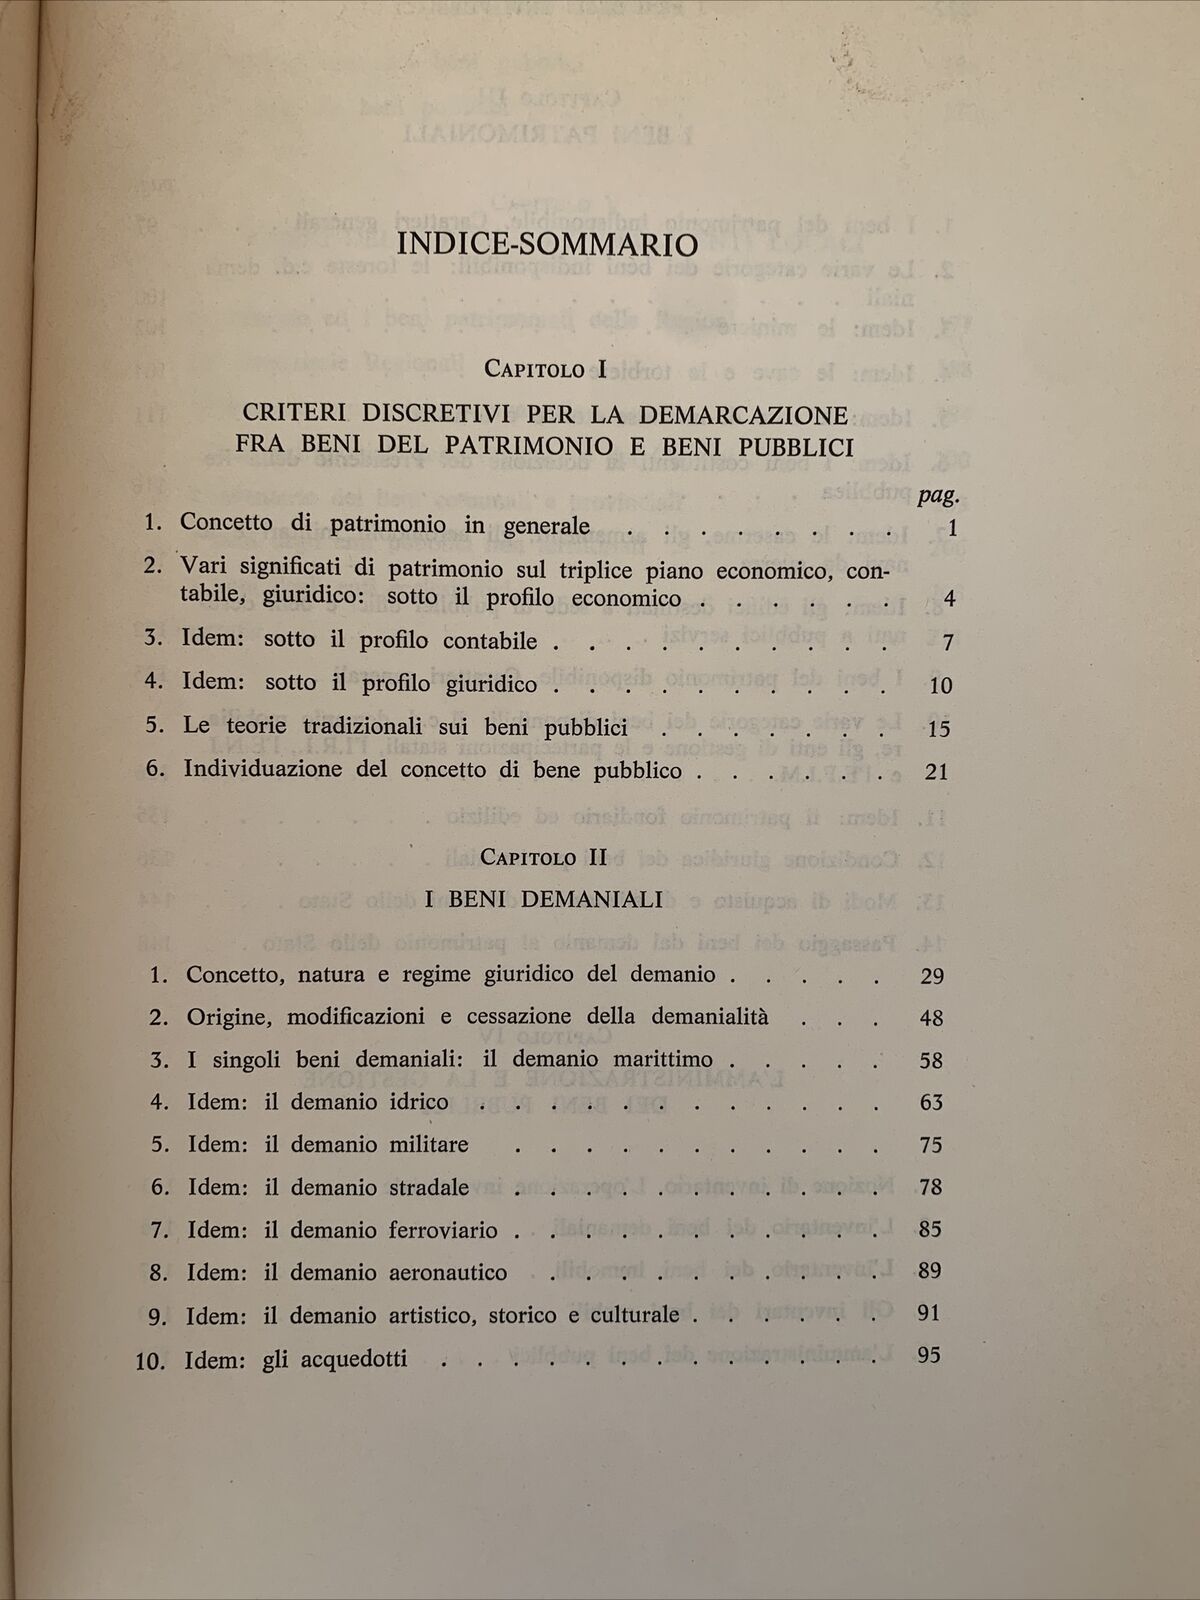 INDICE-SOMMARIO
CAPITOLO I
CRITERI DISCRETIVI PER LA DEMARCAZIONE
FRA BENI DEL PATRIMONIO E BENI PUBBLICI
pag.
1. Concetto di patrimonio in generale . . . . . . . . 1
2. Vari significati di patrimonio sul triplice piano economico, con-
tabile, giuridico: sotto il profilo economico . . . . . . 4
3. Idem: sotto il profilo contabile . . . . . . . . . . 7
4. Idem: sotto il profilo giuridico . . . . . . . . . . 10
5. Le teorie tradizionali sui beni pubblici . . . . . . . 15
6. Individuazione del concetto di bene pubblico . . . . . . 21
CAPITOLO II
I BENI DEMANIALI
1. Concetto, natura e regime giuridico del demanio . . . . . 29
2. Origine, modificazioni e cessazione della demanialità . . . 48
3. I singoli beni demaniali: il demanio marittimo . . . . . 58
4. Idem: il demanio idrico . . . . . . . . . . . . 63
5. Idem: il demanio militare . . . . . . . . . . . 75
6. Idem: il demanio stradale . . . . . . . . . . . 78
7. Idem: il demanio ferroviario . . . . . . . . . . . 85
8. Idem: il demanio aeronautico . . . . . . . . . . 89
9. Idem: il demanio artistico, storico e culturale . . . . . . 91
10. Idem: gli acquedotti . . . . . . . . . . . . . 95